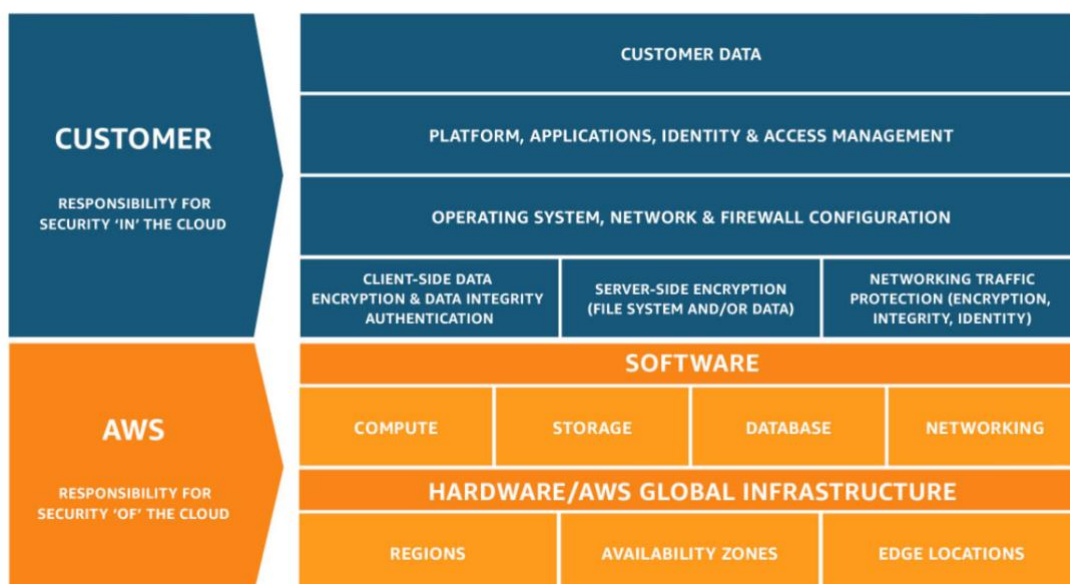 CUSTOMER
RESPONSIBILITY FOR
SECURITY ‘IN’ THE CLOUD
CUSTOMER DATA
PLATFORM, APPLICATIONS, IDENTITY & ACCESS MANAGEMENT
OPERATING SYSTEM, NETWORK & FIREWALL CONFIGURATION
CLIENT-SIDE DATA
ENCRYPTION & DATA INTEGRITY
AUTHENTICATION
SERVER-SIDE ENCRYPTION
(FILE SYSTEM AND/OR DATA)
NETWORKING TRAFFIC
PROTECTION (ENCRYPTION,
INTEGRITY, IDENTITY)
AWS
RESPONSIBILITY FOR
SECURITY ‘OF’ THE CLOUD
SOFTWARE
COMPUTE
STORAGE
DATABASE
NETWORKING
HARDWARE/AWS GLOBAL INFRASTRUCTURE
REGIONS
AVAILABILITY ZONES
EDGE LOCATIONS